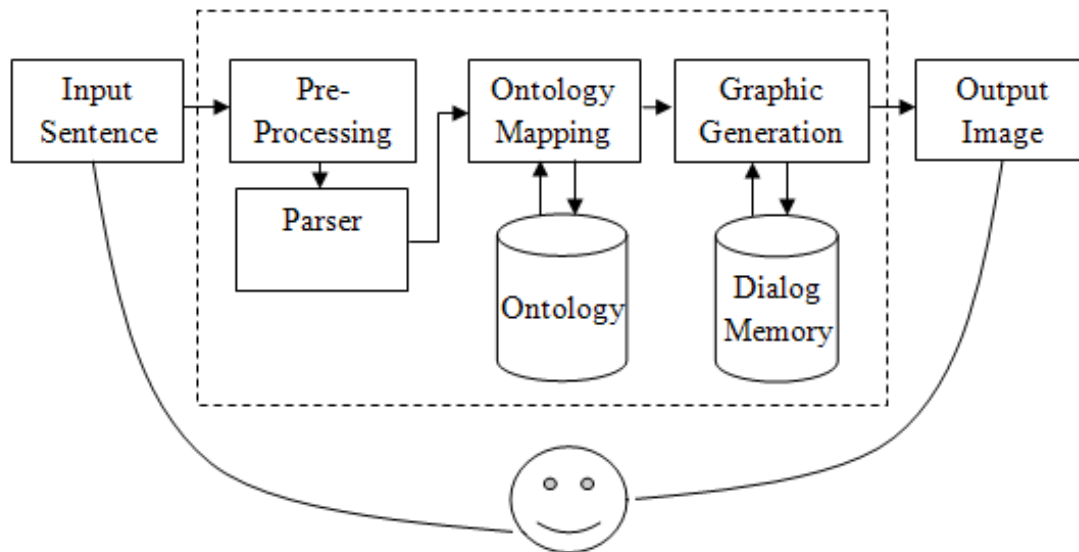 Input
Sentence
Pre-
Processing
Parser
Ontology
Mapping
Ontology
Graphic
Generation
Dialog
Memory
Output
Image